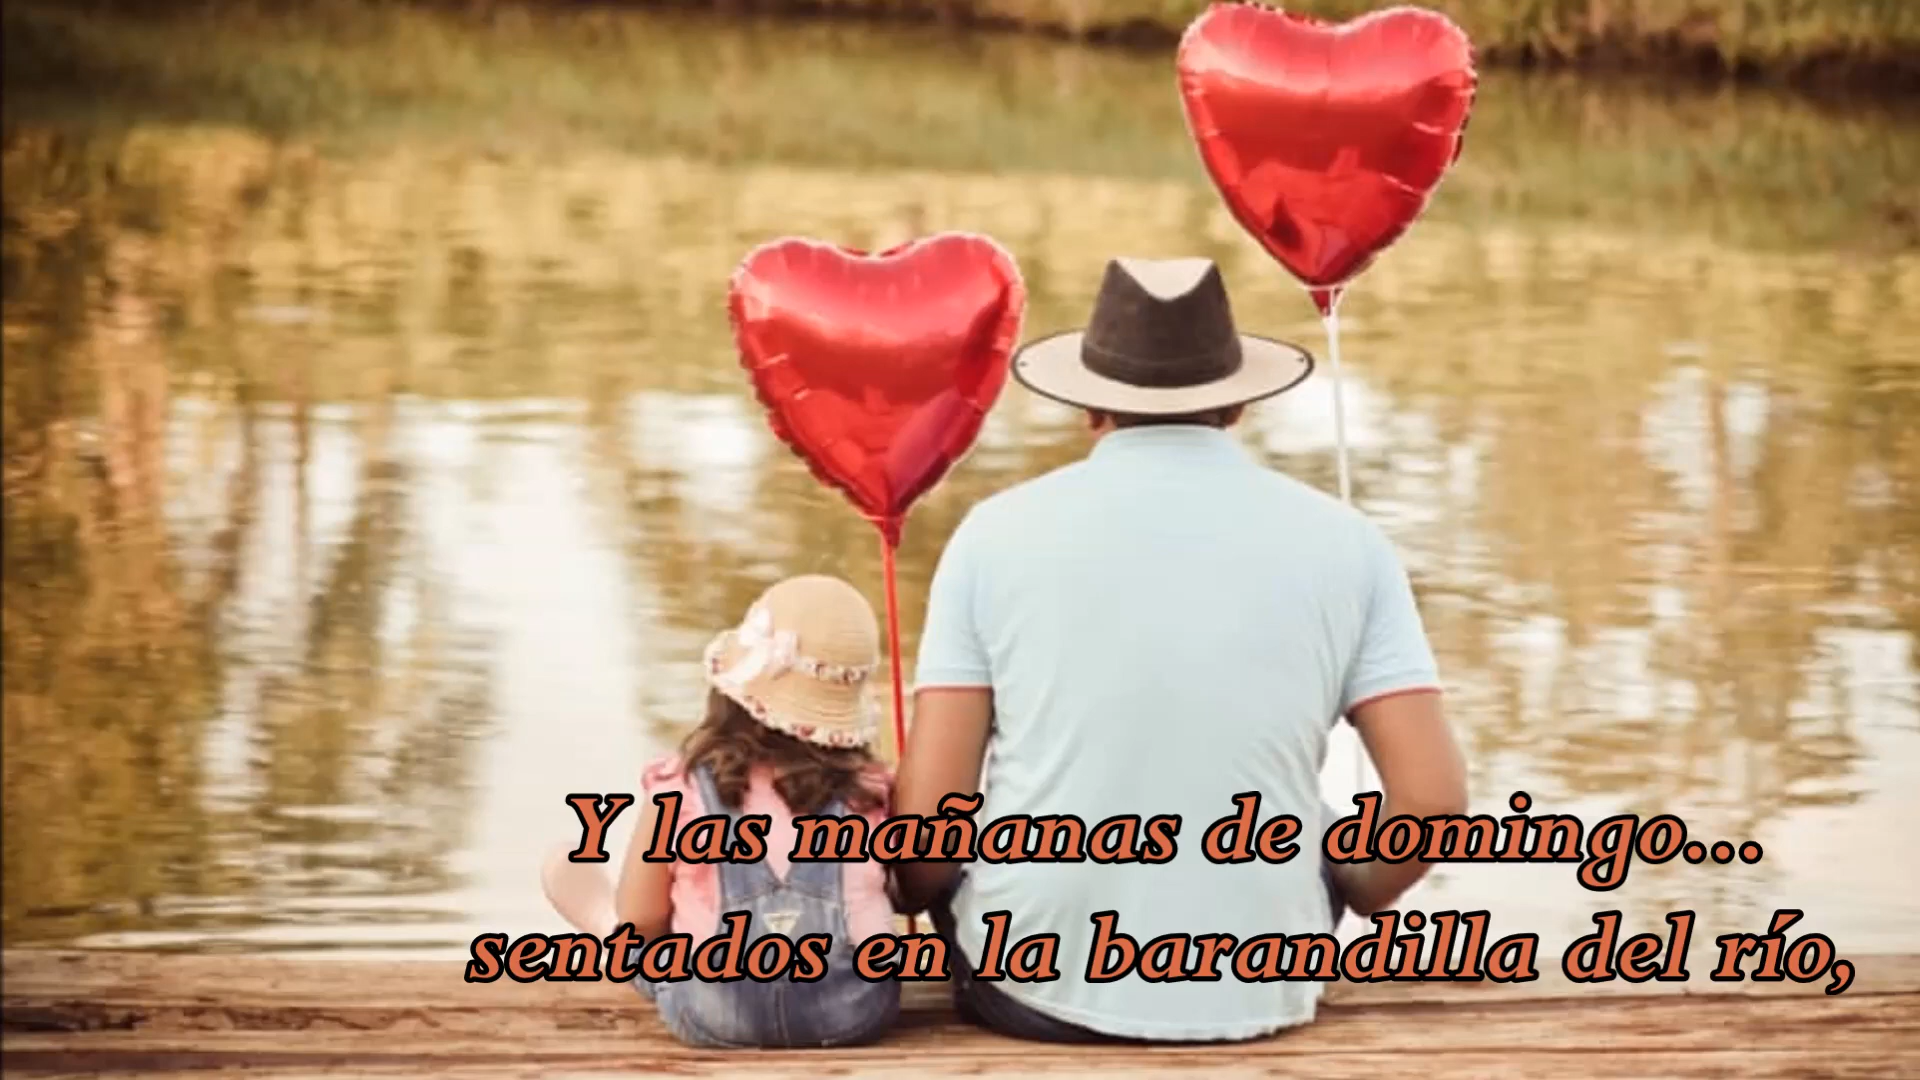 Y las mañanas de domingo...
sentados en la barandilla del río,